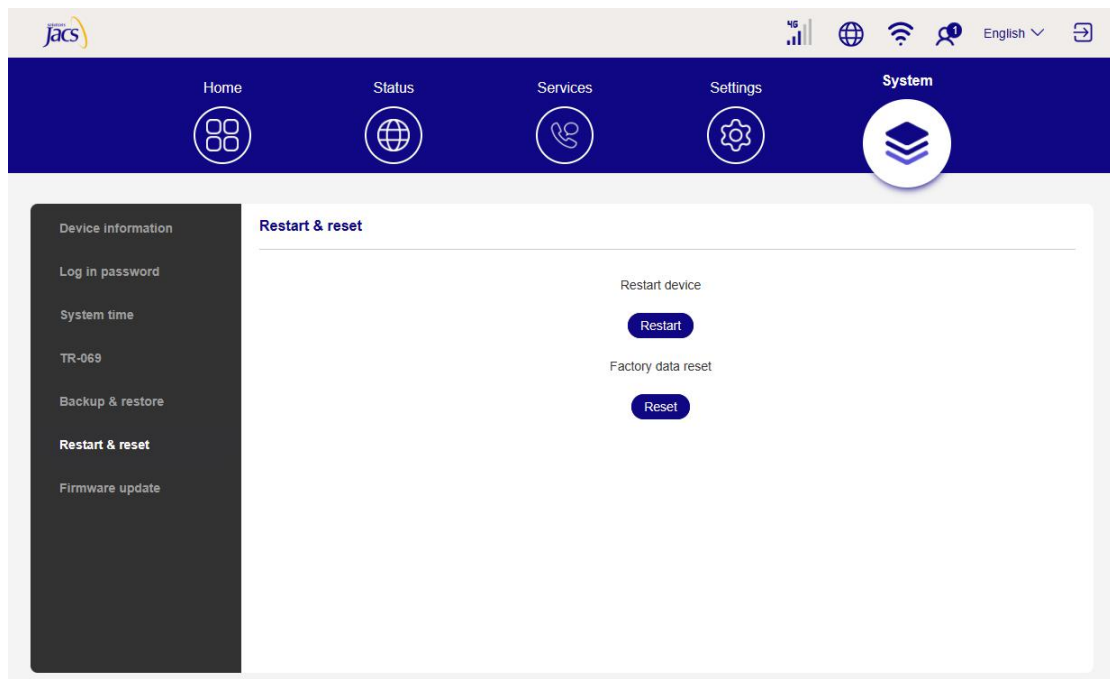 jacs
4G
1
English
Home
Status
Services
Settings
System
Device information
Log in password
System time
TR-069
Backup & restore
Restart & reset
Firmware update
Restart & reset
Restart device
Restart
Factory data reset
Reset